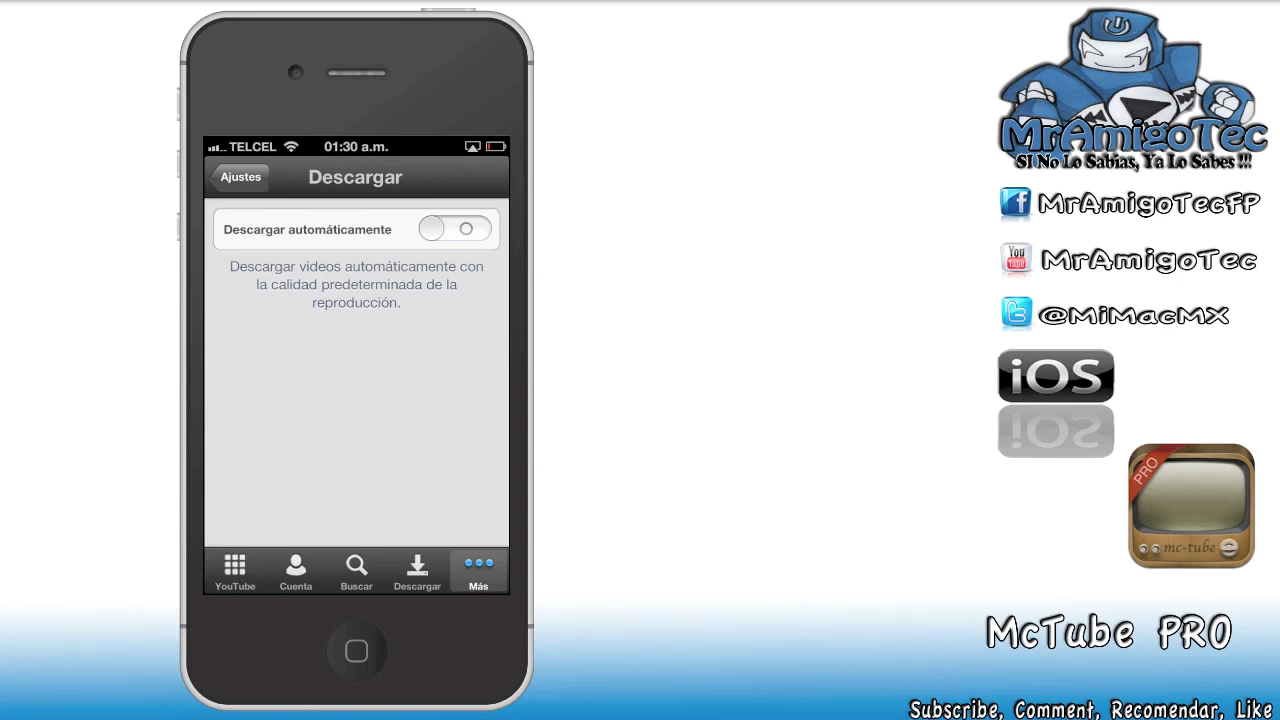 TELCEL
01:30 a.m.
Ajustes
Descargar
Descargar automáticamente
Descargar videos automáticamente con
la calidad predeterminada de la
reproducción.
YouTube
Cuenta
Buscar
Descargar
Más
MrAmigoTec
SI No Lo Sabias, Ya Lo Sabes !!!
f MrAmigoTecFP
You Tube MrAmigoTec
t @MiMacMX
iOS
PRO
mc-tube
McTube PRO
Subscribe, Comment, Recomendar, Like